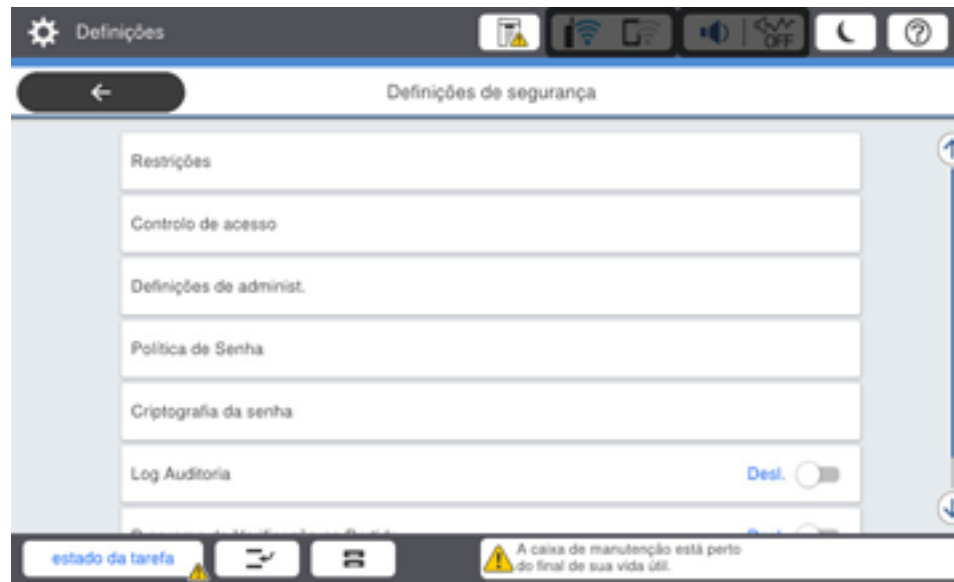 Definições
OFF
Definições de segurança
Restrições
Controlo de acesso
Definições de administ.
Política de Senha
Criptografia da senha
Log Auditoria
Desl.
estado da tarefa
A caixa de manutenção está perto
do final de sua vida útil.